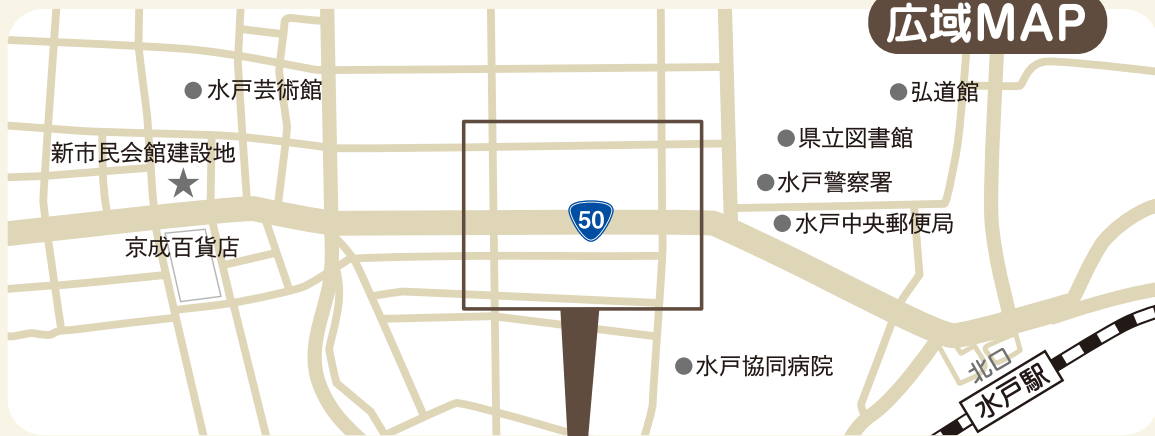 広域MAP
水戸芸術館
弘道館
県立図書館
新市民会館建設地
水戸警察署
50
水戸中央郵便局
京成百貨店
水戸協同病院
北口
水戸駅